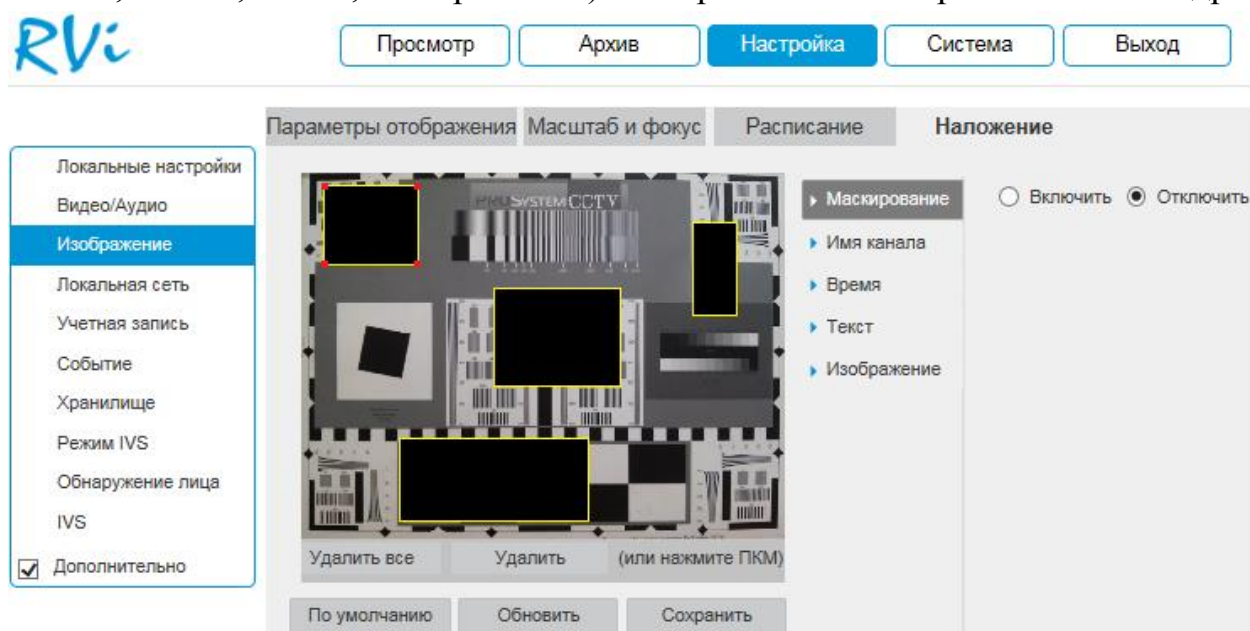 RVi
Просмотр Архив Настройка Система Выход
Параметры отображения Масштаб и фокус Расписание Наложение
Локальные настройки
Видео/Аудио
Изображение
Локальная сеть
Учетная запись
Событие
Хранилище
Режим IVS
Обнаружение лица
IVS
Дополнительно
PROSYSTEM CCTV
Маскирование
Имя канала
Время
Текст
Изображение
Включить Отключить
Удалить все Удалить (или нажмите ПКМ)
По умолчанию Обновить Сохранить